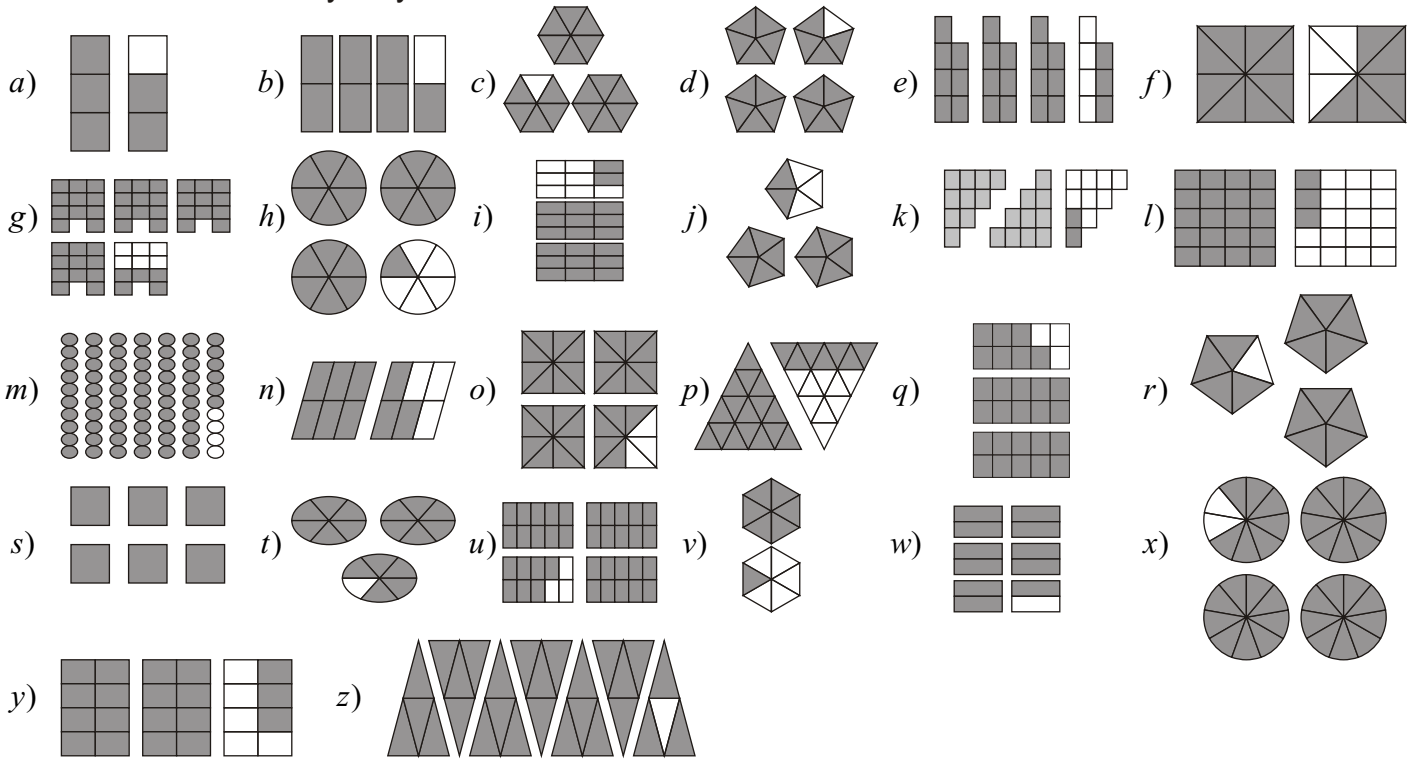 a) b) c) d) e) f)
g) h) i) j) k) l)
m) n) o) p) q) r)
s) t) u) v) w) x)
y) z)